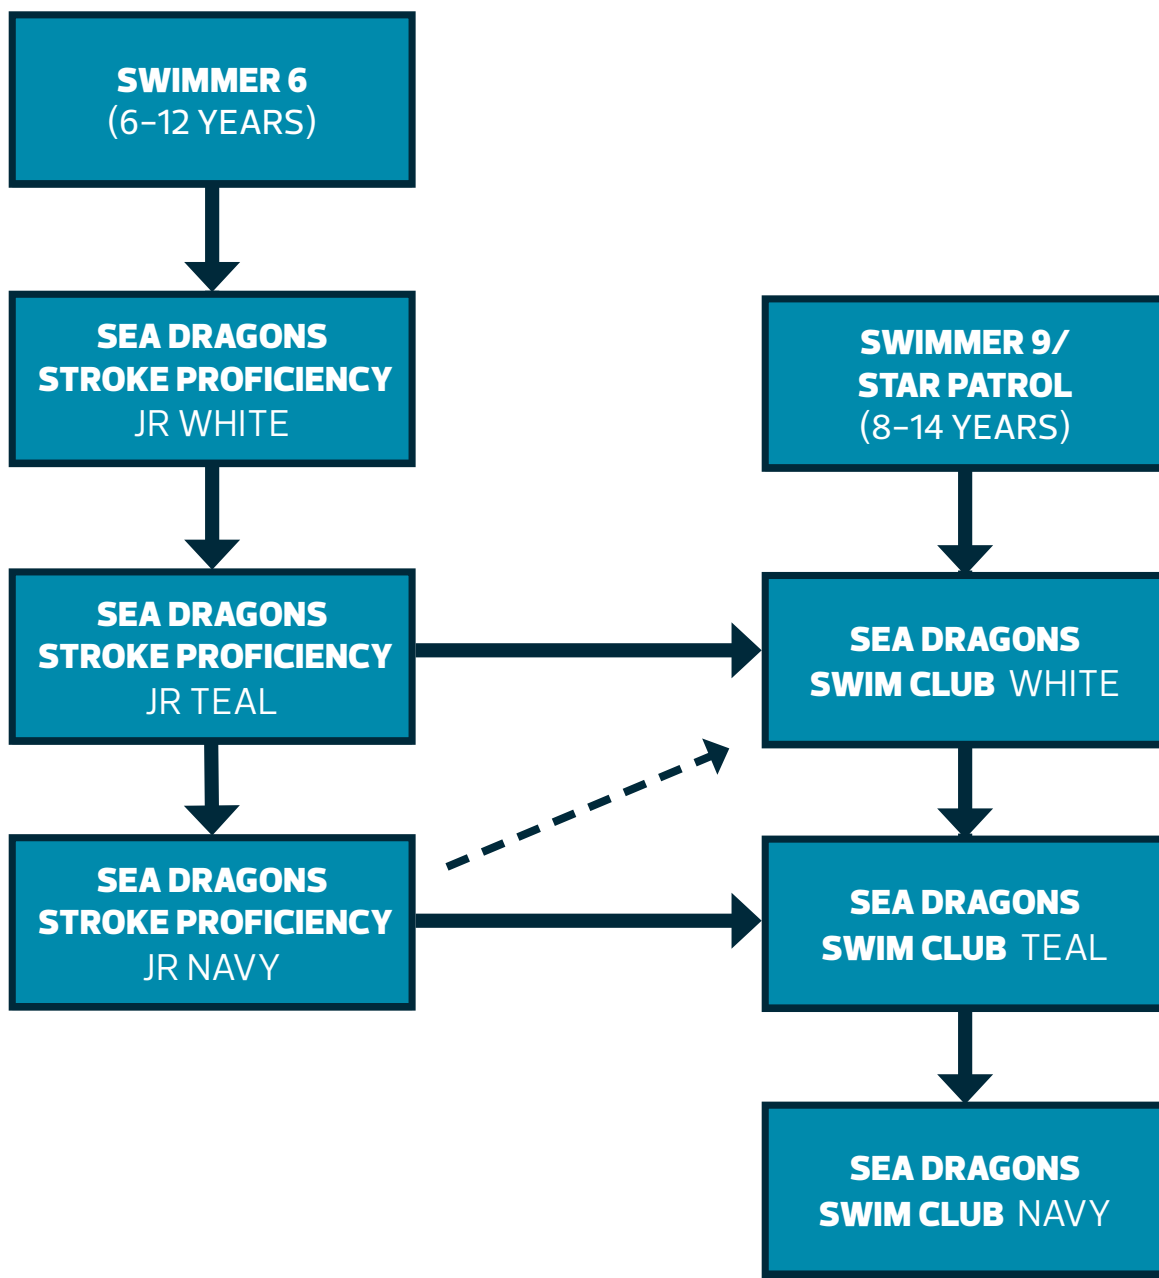 SWIMMER 6
(6–12 YEARS)
SEA DRAGONS
STROKE PROFICIENCY
JR WHITE
SWIMMER 9/
STAR PATROL
(8–14 YEARS)
SEA DRAGONS
STROKE PROFICIENCY
JR TEAL
SEA DRAGONS
SWIM CLUB WHITE
SEA DRAGONS
STROKE PROFICIENCY
JR NAVY
SEA DRAGONS
SWIM CLUB TEAL
SEA DRAGONS
SWIM CLUB NAVY